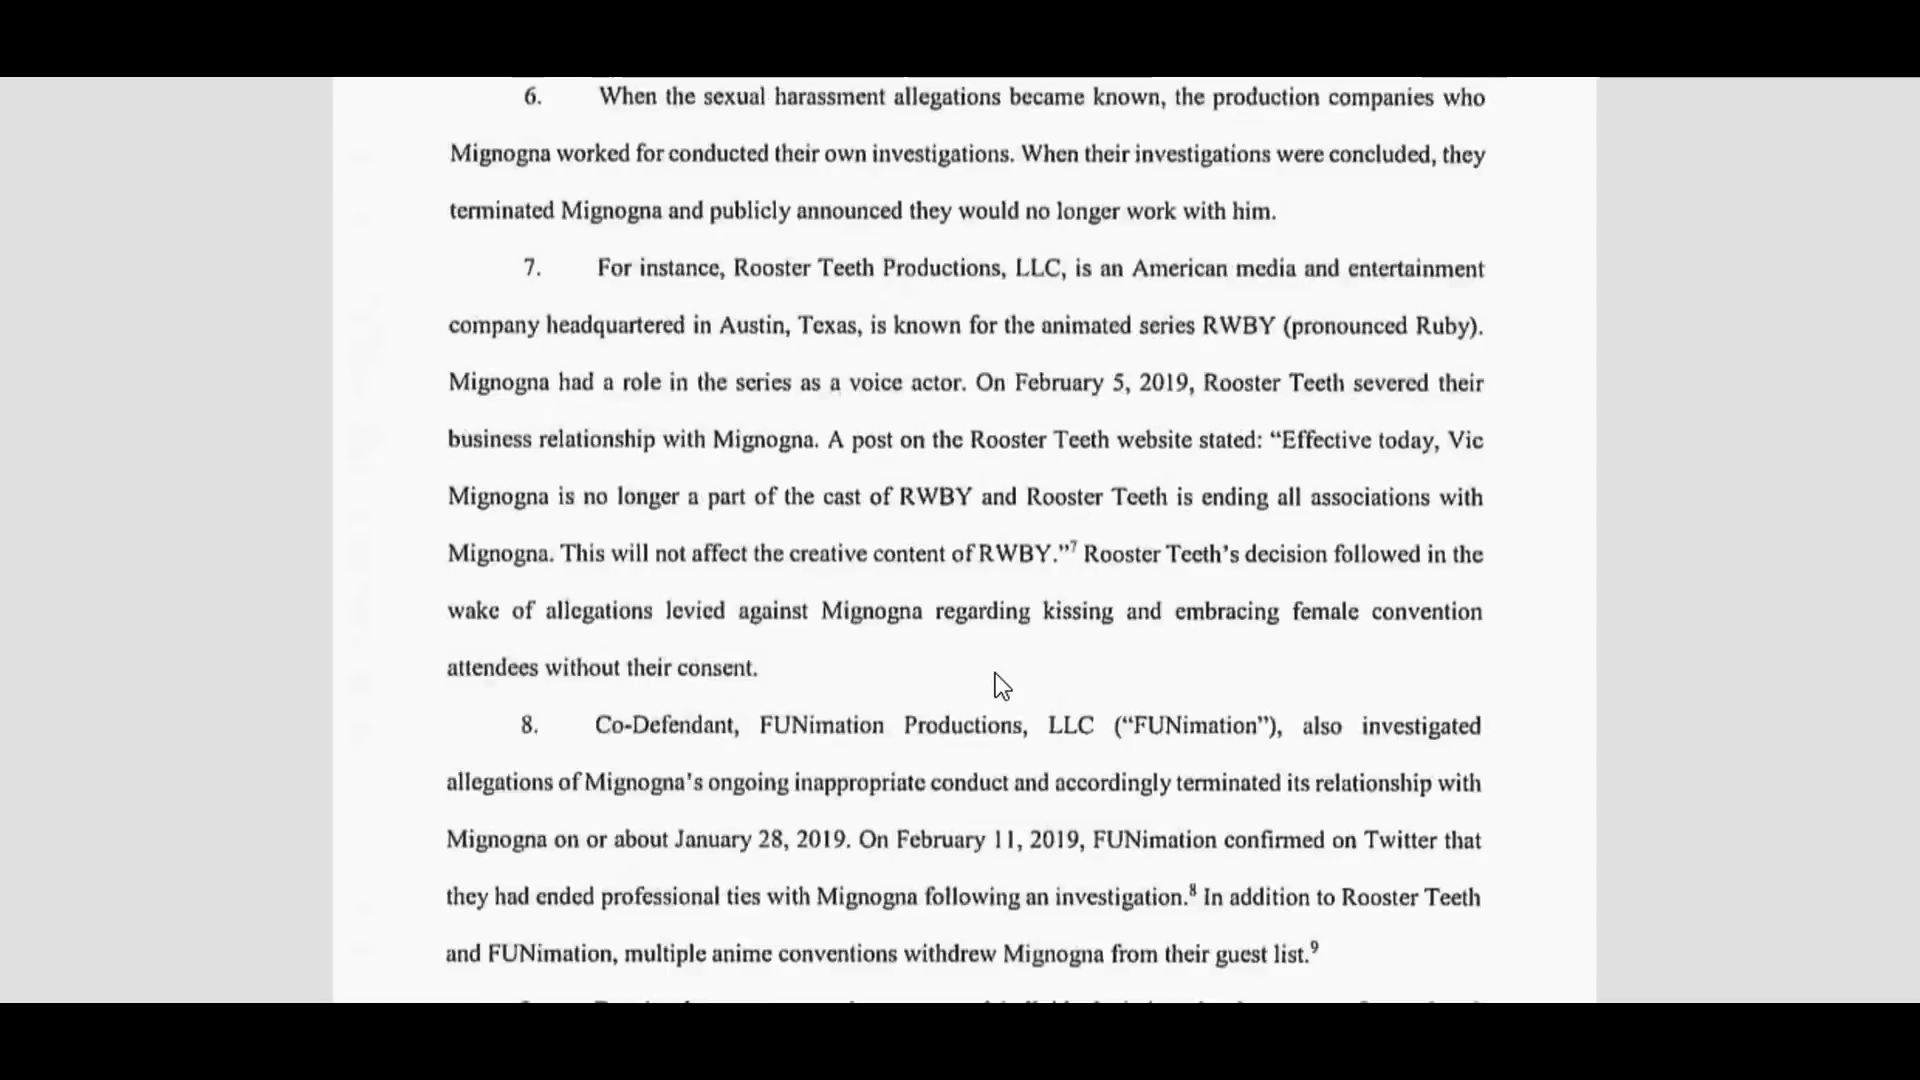 6. When the sexual harassment allegations became known, the production companies who
Mignogna worked for conducted their own investigations. When their investigations were concluded, they
terminated Mignogna and publicly announced they would no longer work with him.
7. For instance, Rooster Teeth Productions, LLC, is an American media and entertainment
company headquartered in Austin, Texas, is known for the animated series RWBY (pronounced Ruby).
Mignogna had a role in the series as a voice actor. On February 5, 2019, Rooster Teeth severed their
business relationship with Mignogna. A post on the Rooster Teeth website stated: “Effective today, Vic
Mignogna is no longer a part of the cast of RWBY and Rooster Teeth is ending all associations with
Mignogna. This will not affect the creative content of RWBY.”7 Rooster Teeth’s decision followed in the
wake of allegations levied against Mignogna regarding kissing and embracing female convention
attendees without their consent.
8. Co-Defendant, FUNimation Productions, LLC (“FUNimation”), also investigated
allegations of Mignogna’s ongoing inappropriate conduct and accordingly terminated its relationship with
Mignogna on or about January 28, 2019. On February 11, 2019, FUNimation confirmed on Twitter that
they had ended professional ties with Mignogna following an investigation.8 In addition to Rooster Teeth
and FUNimation, multiple anime conventions withdrew Mignogna from their guest list.9